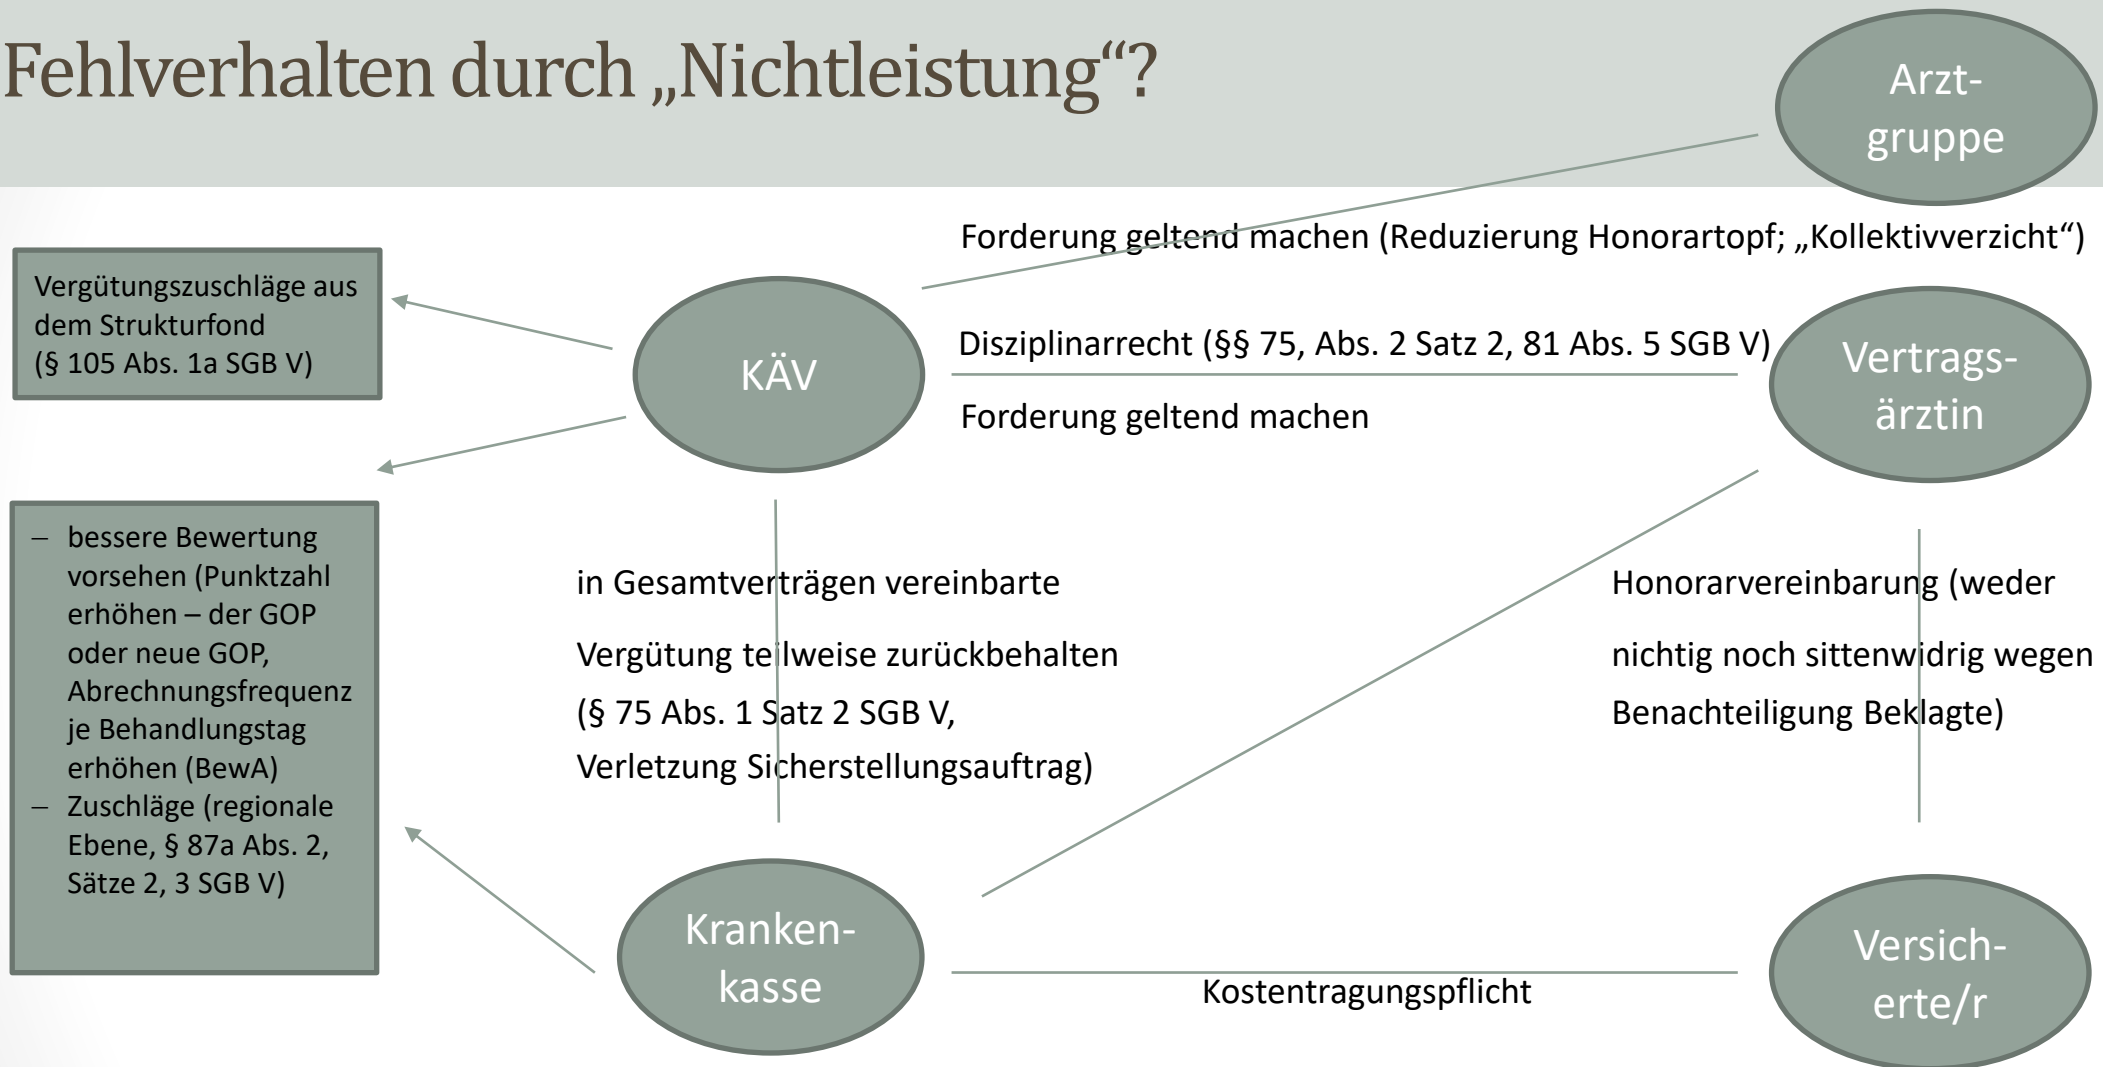 Fehlverhalten durch „Nichtleistung“?
Arzt-
gruppe
Forderung geltend machen (Reduzierung Honorartopf; „Kollektivverzicht“)
Vergütungszuschläge aus
dem Strukturfond
(§ 105 Abs. 1a SGB V)
KÄV
Disziplinarrecht (§§ 75, Abs. 2 Satz 2, 81 Abs. 5 SGB V)
Forderung geltend machen
Vertrags-
ärztin
– bessere Bewertung
vorsehen (Punktzahl
erhöhen – der GOP
oder neue GOP,
Abrechnungsfrequenz
je Behandlungstag
erhöhen (BewA)
– Zuschläge (regionale
Ebene, § 87a Abs. 2,
Sätze 2, 3 SGB V)
in Gesamtverträgen vereinbarte
Vergütung teilweise zurückbehalten
(§ 75 Abs. 1 Satz 2 SGB V,
Verletzung Sicherstellungsauftrag)
Honorarvereinbarung (weder
nichtig noch sittenwidrig wegen
Benachteiligung Beklagte)
Kranken-
kasse
Kostentragungspflicht
Versich-
erte/r